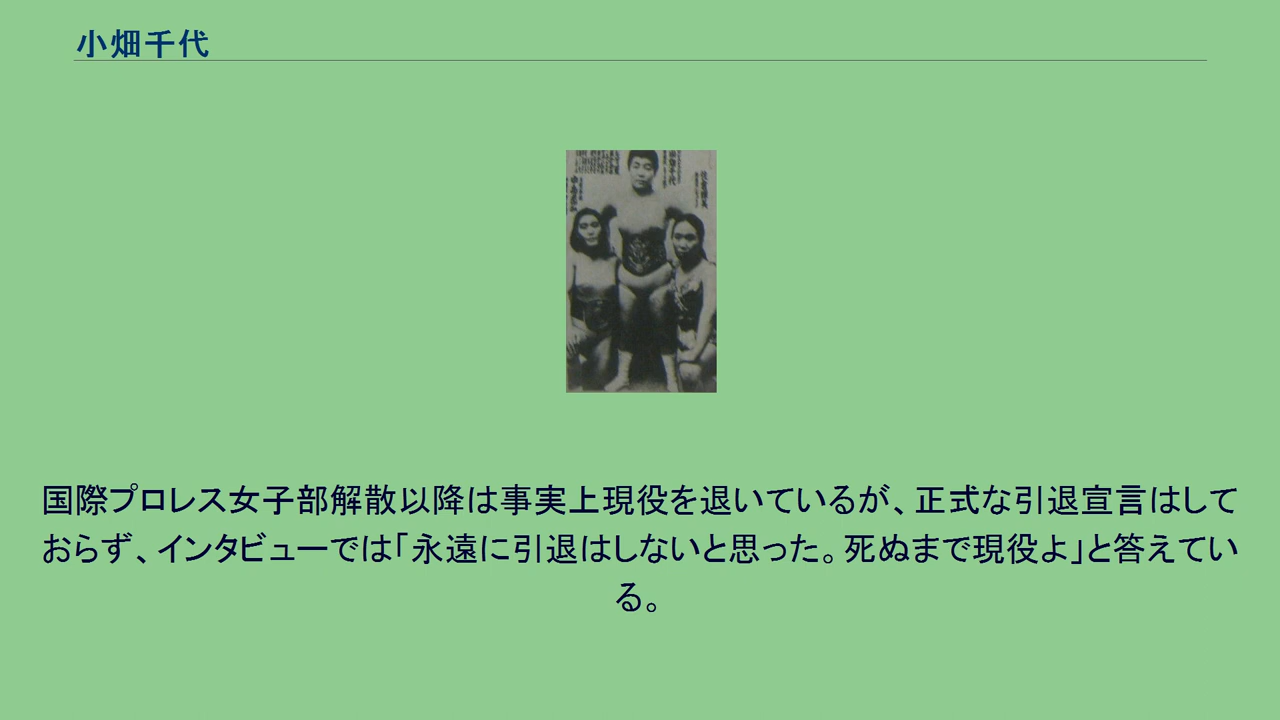 小畑千代
国際プロレス女子部解散以降は事実上現役を退いているが、正式な引退宣言はして
おらず、インタビューでは「永遠に引退はしないと思った。死ぬまで現役よ」と答えてい
る。